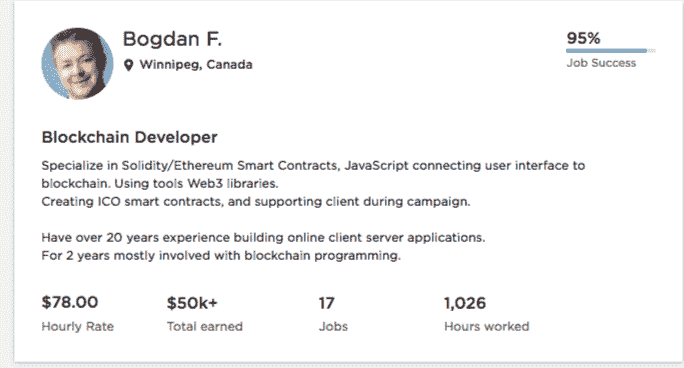 Bogdan F.
95%
Winnipeg, Canada
Job Success
Blockchain Developer
Specialize in Solidity/Ethereum Smart Contracts, JavaScript connecting user interface to
blockchain. Using tools Web3 libraries.
Creating ICO smart contracts, and supporting client during campaign.
Have over 20 years experience building online client server applications.
For 2 years mostly involved with blockchain programming.
$78.00 $50k+ 17 1,026
Hourly Rate Total earned Jobs Hours worked